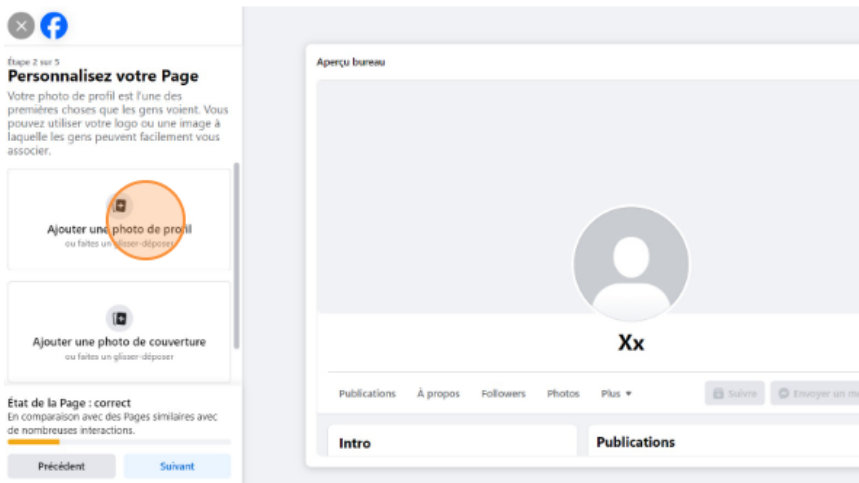 Étape 2 sur 5
Personnalisez votre Page
Votre photo de profil est l'une des
premières choses que les gens voient. Vous
pouvez utiliser votre logo ou une image à
laquelle les gens peuvent facilement vous
associer.
Ajouter une photo de profil
ou faites un glisser-déposer
Ajouter une photo de couverture
ou faites un glisser-déposer
État de la Page : correct
En comparaison avec des Pages similaires avec
de nombreuses interactions.
Précédent
Suivant
Aperçu bureau
Xx
Publications À propos Followers Photos Plus
Suivre
Envoyer un me
Intro
Publications